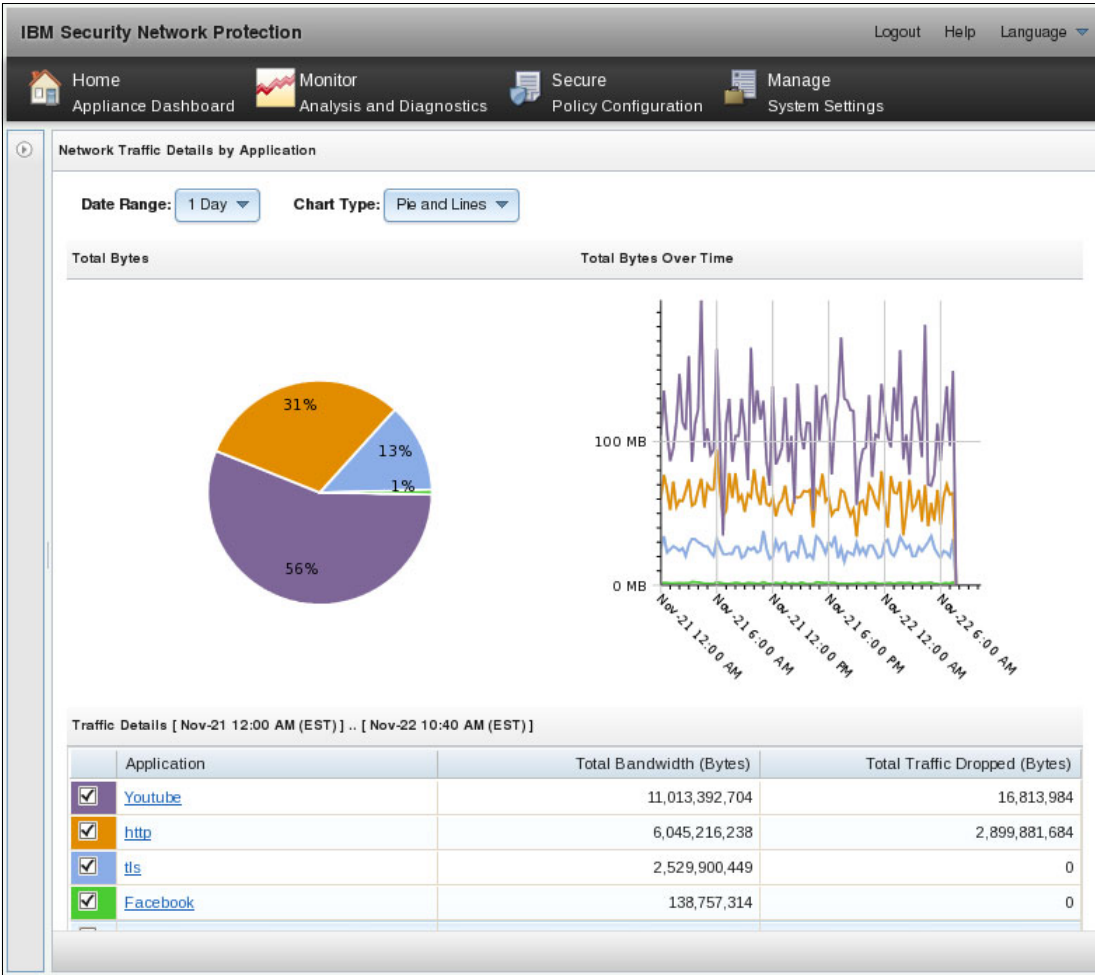 IBM Security Network Protection
Logout Help Language
Home
Appliance Dashboard
Monitor
Analysis and Diagnostics
Secure
Policy Configuration
Manage
System Settings
Network Traffic Details by Application
Date Range: 1 Day Chart Type: Pie and Lines
Total Bytes
Total Bytes Over Time
31%
13%
1%
56%
100 MB
0 MB
Nov-21 12:00 AM
Nov-21 6:00 AM
Nov-21 12:00 PM
Nov-21 6:00 PM
Nov-22 12:00 AM
Nov-22 6:00 AM
Traffic Details [ Nov-21 12:00 AM (EST) ] .. [ Nov-22 10:40 AM (EST) ]
Application Total Bandwidth (Bytes) Total Traffic Dropped (Bytes)
Youtube 11,013,392,704 16,813,984
http 6,045,216,238 2,899,881,684
tls 2,529,900,449 0
Facebook 138,757,314 0